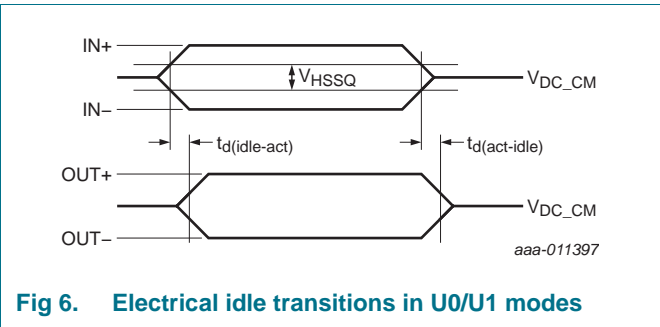 IN+
VHSSQ
VDC_CM
IN−
td(idle-act)
td(act-idle)
OUT+
VDC_CM
OUT−
aaa-011397
Fig 6. Electrical idle transitions in U0/U1 modes